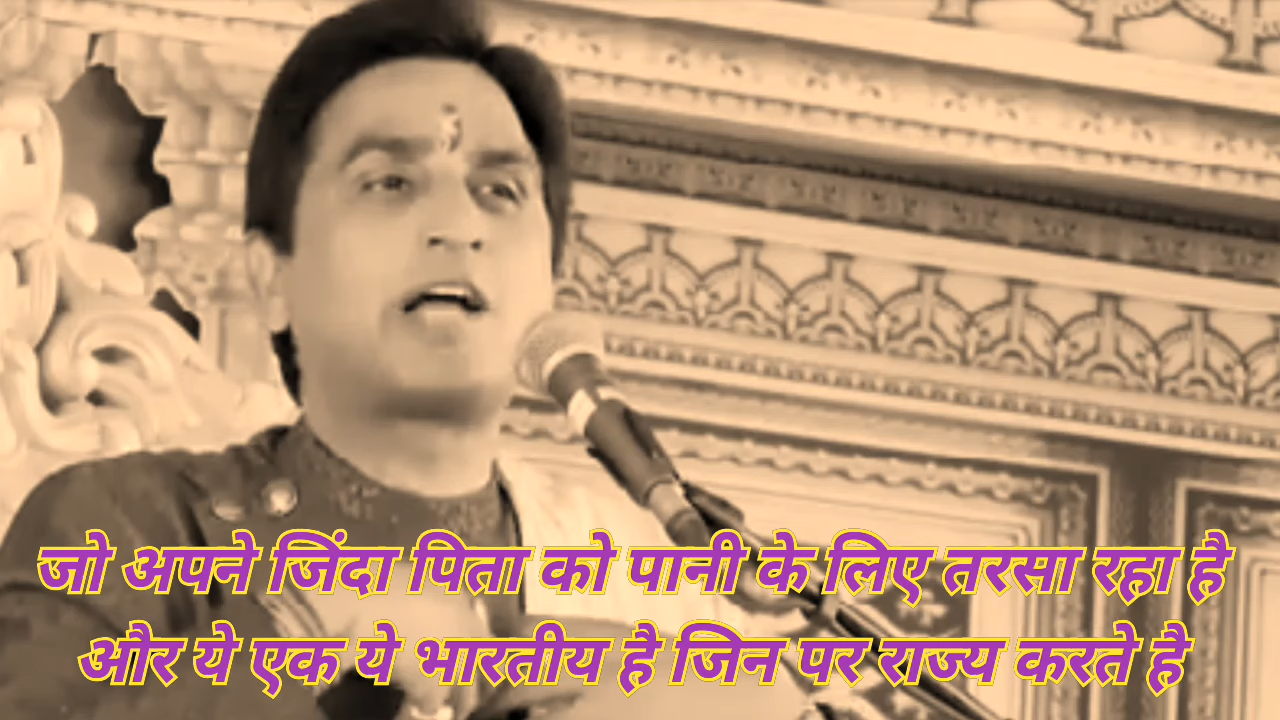 जो अपने जिंदा पिता को पानी के लिए तरसा रहा है
और ये एक ये भारतीय है जिन पर राज्य करते है